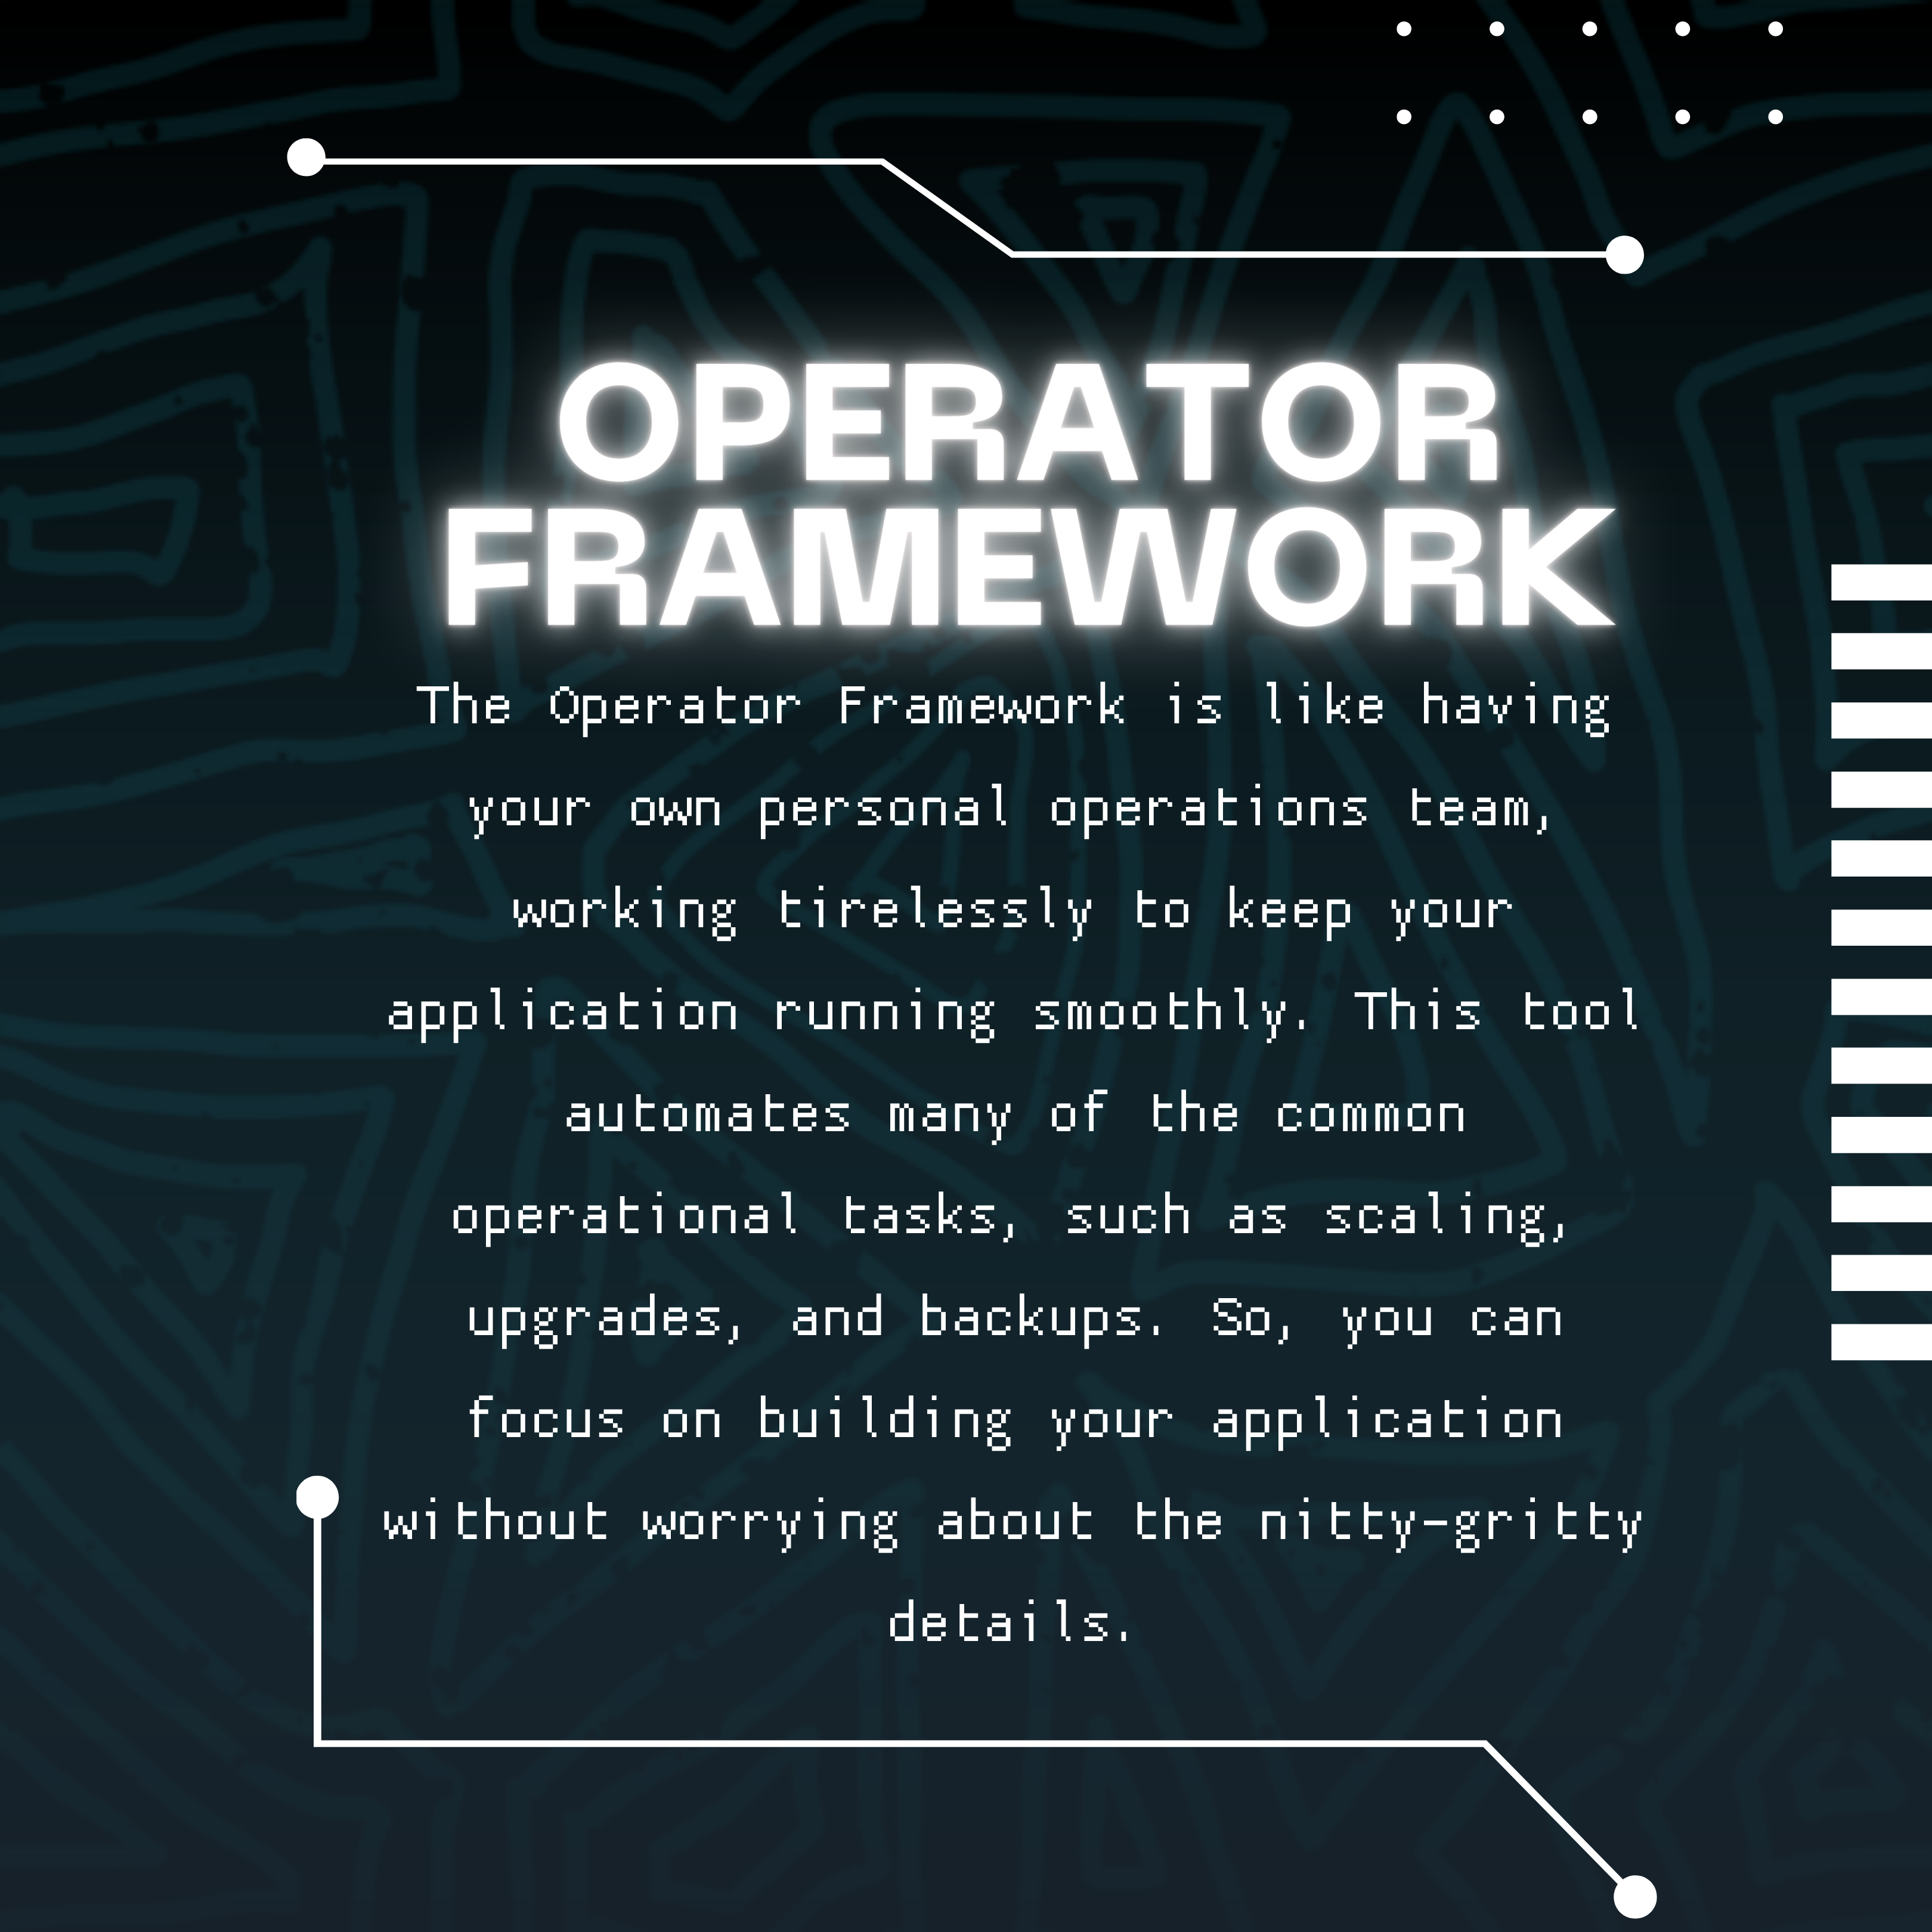 OPERATOR
FRAMEWORK
The Operator Framework is like having
your own personal operations team,
working tirelessly to keep your
application running smoothly. This tool
automates many of the common
operational tasks, such as scaling,
upgrades, and backups. So, you can
focus on building your application
without worrying about the nitty-gritty
details.